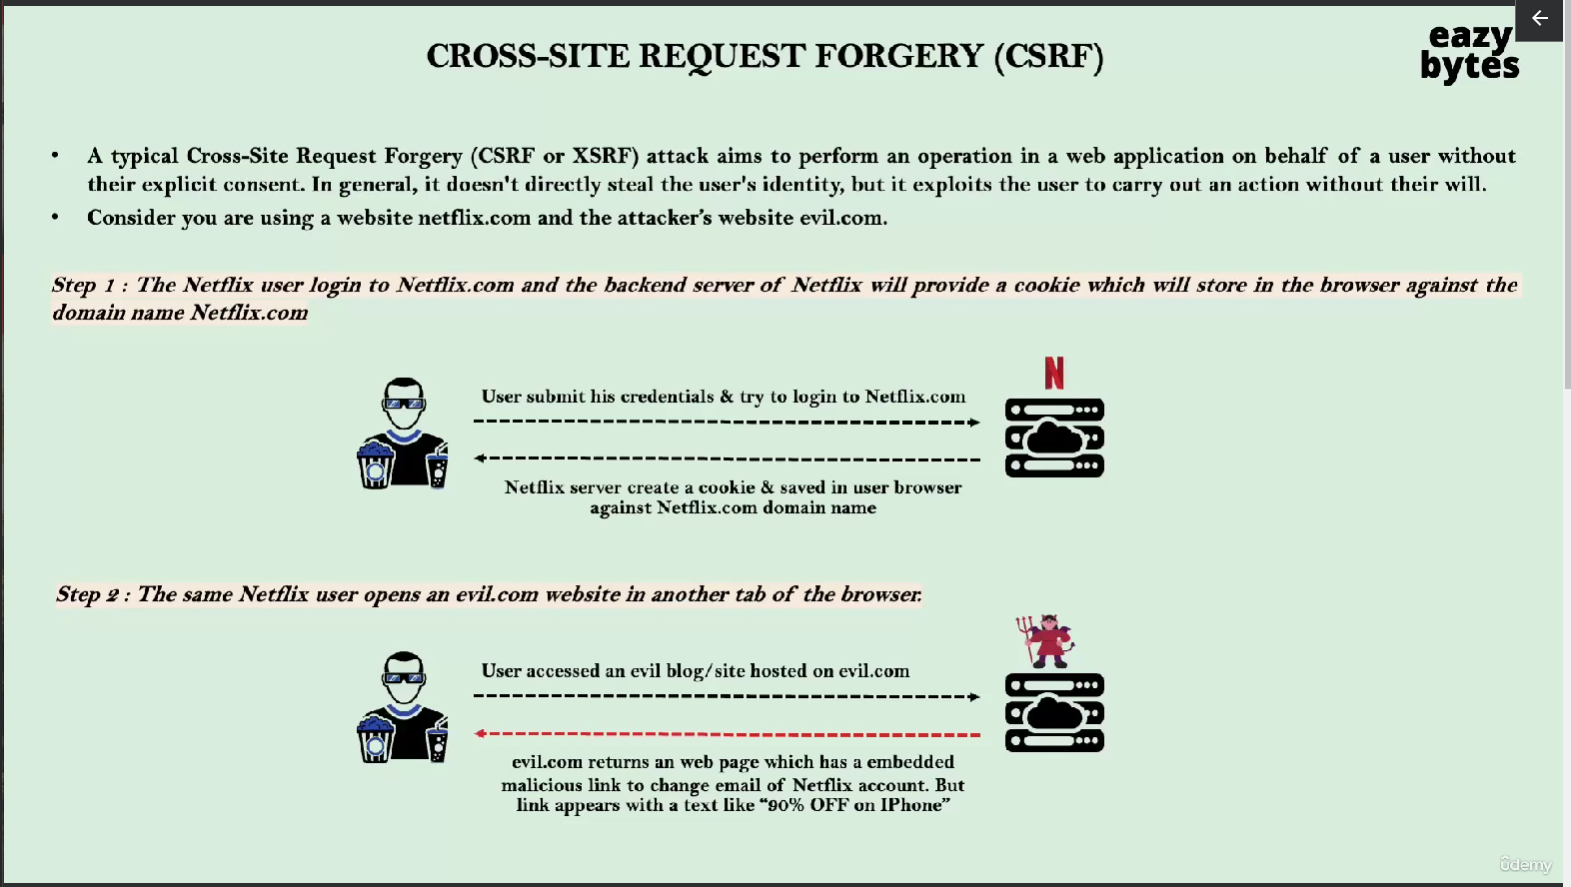 CROSS-SITE REQUEST FORGERY (CSRF)
eazy
bytes
• A typical Cross-Site Request Forgery (CSRF or XSRF) attack aims to perform an operation in a web application on behalf of a user without
their explicit consent. In general, it doesn't directly steal the user's identity, but it exploits the user to carry out an action without their will.
• Consider you are using a website netflix.com and the attacker's website evil.com.
Step 1 : The Netflix user login to Netflix.com and the backend server of Netflix will provide a cookie which will store in the browser against the
domain name Netflix.com
N
User submit his credentials & try to login to Netflix.com
Netflix server create a cookie & saved in user browser
against Netflix.com domain name
Step 2 : The same Netflix user opens an evil.com website in another tab of the browser.
User accessed an evil blog/site hosted on evil.com
evil.com returns an web page which has a embedded
malicious link to change email of Netflix account. But
link appears with a text like “90% OFF on IPhone”
ûdemy